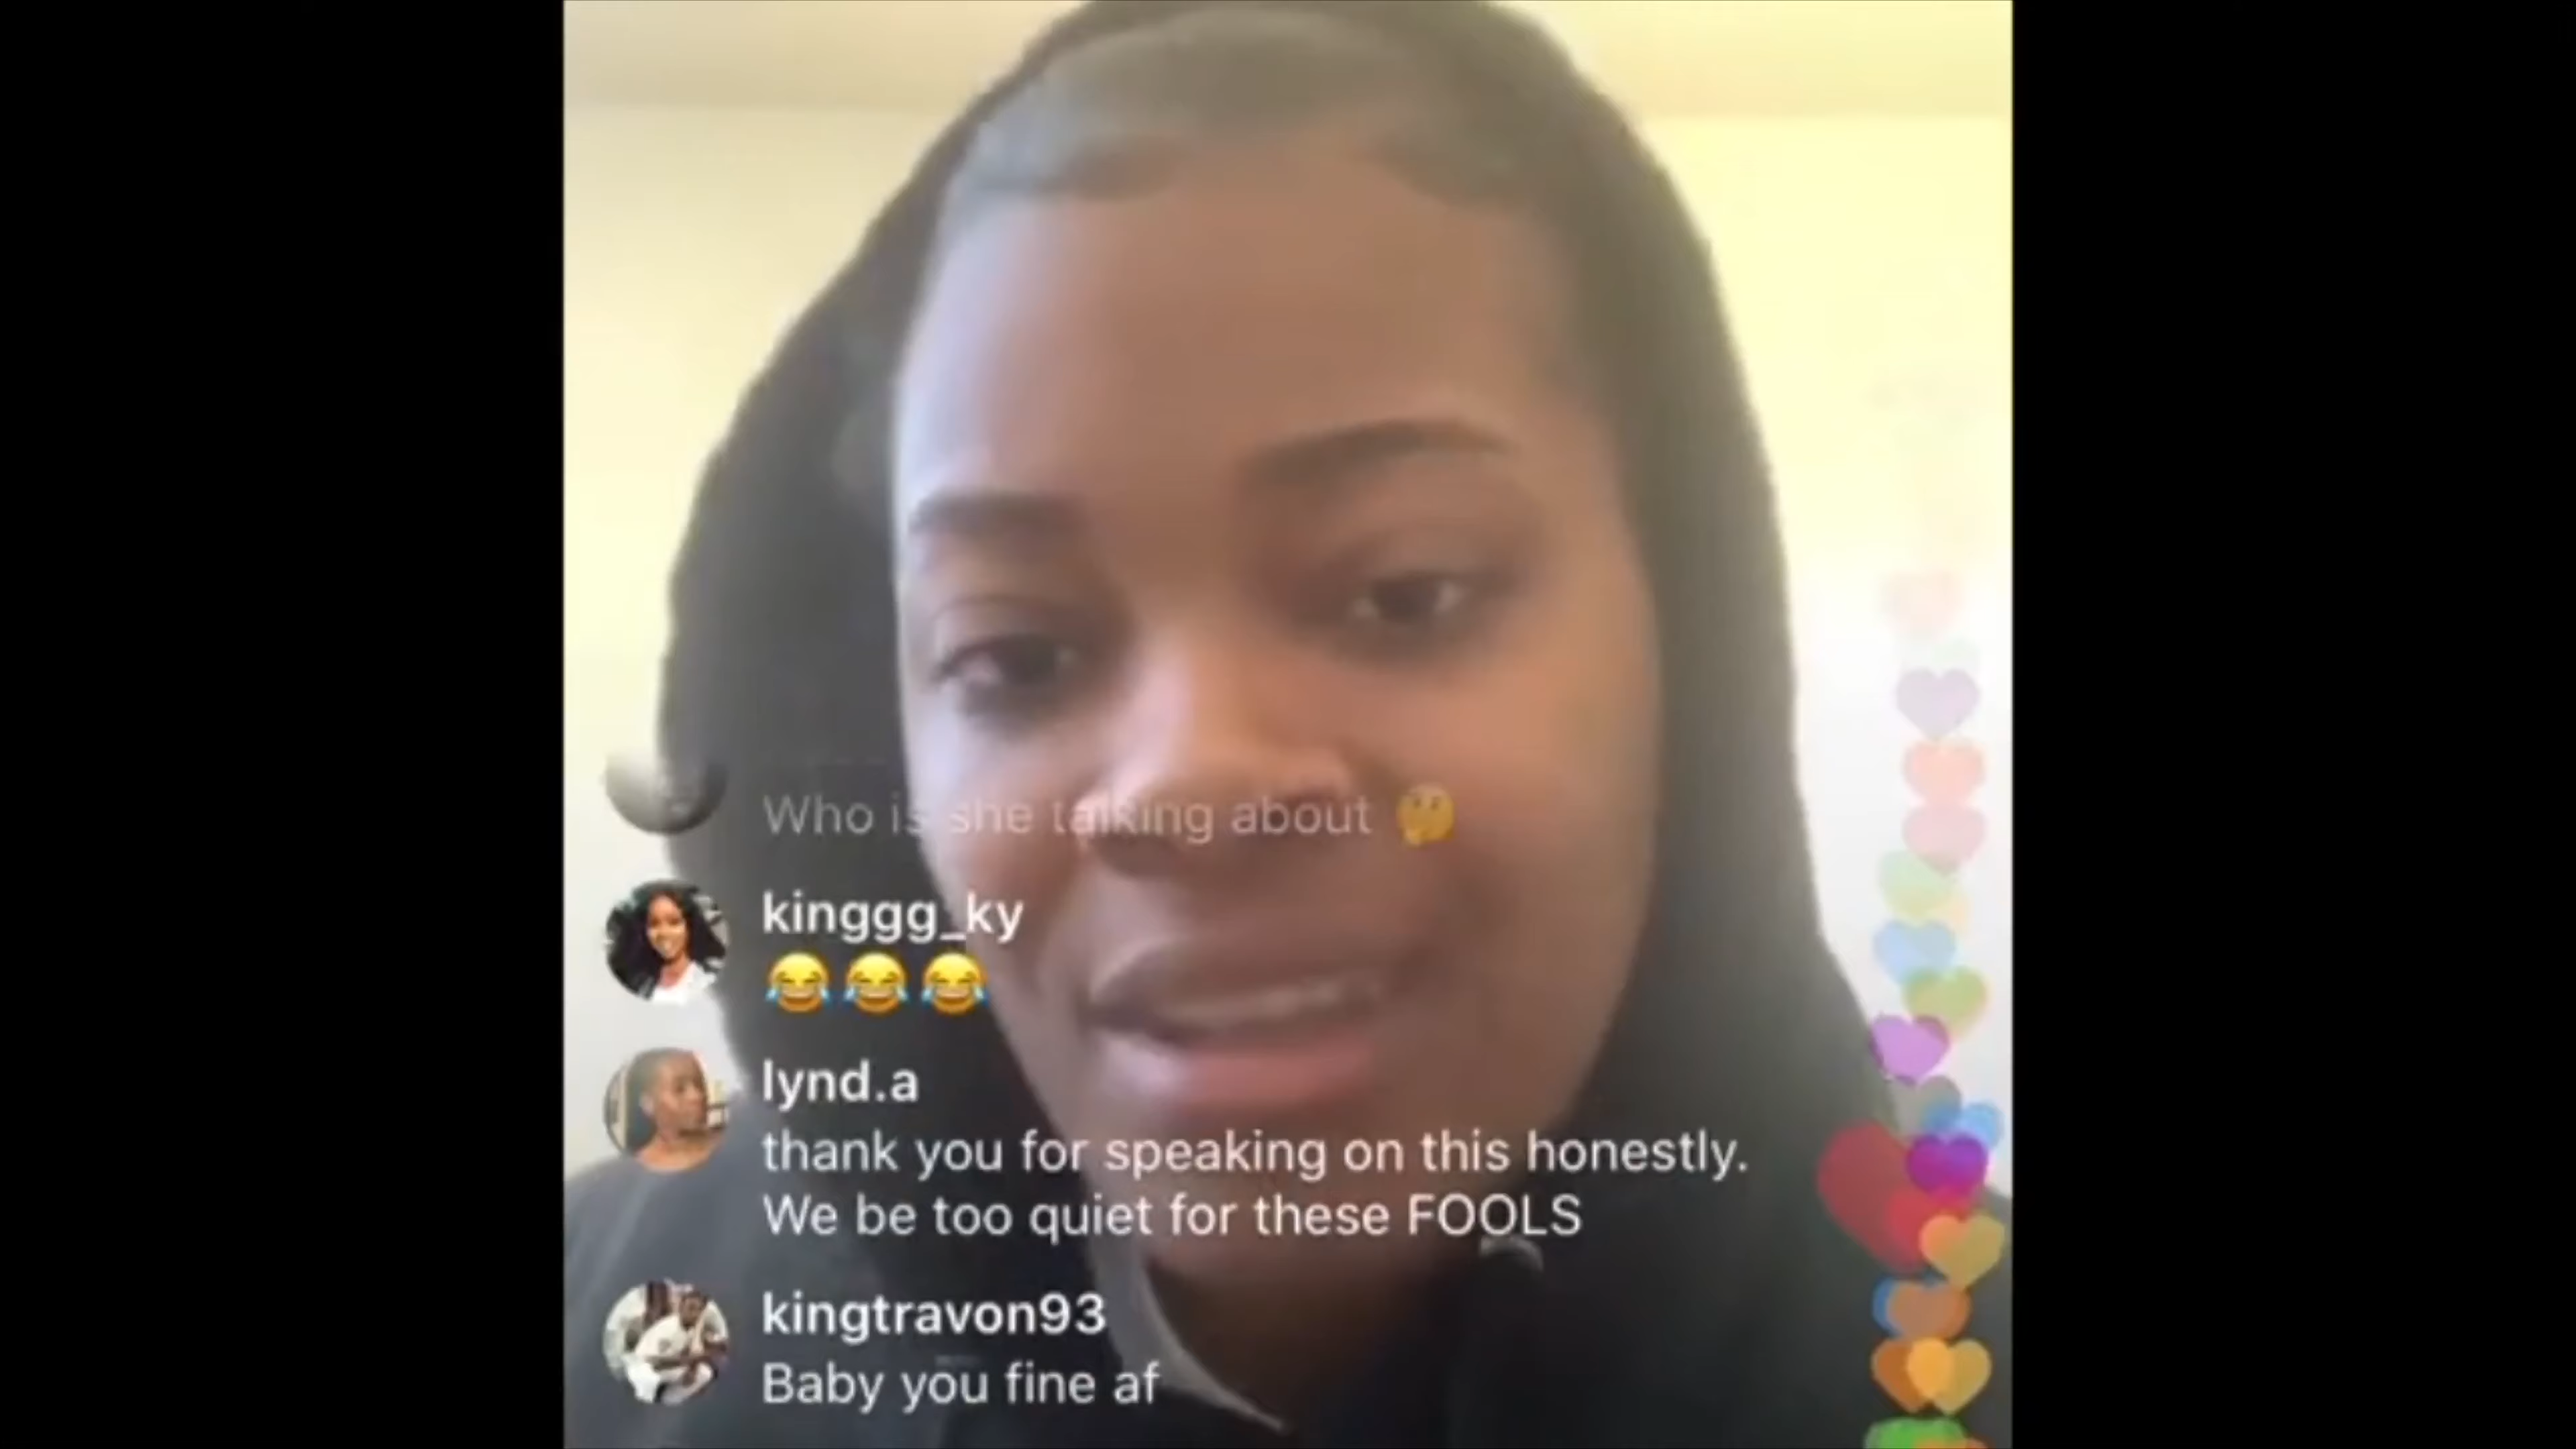 Who is she talking about 🤔
kinggg_ky
😂😂😂
lynd.a
thank you for speaking on this honestly.
We be too quiet for these FOOLS
kingtravon93
Baby you fine af